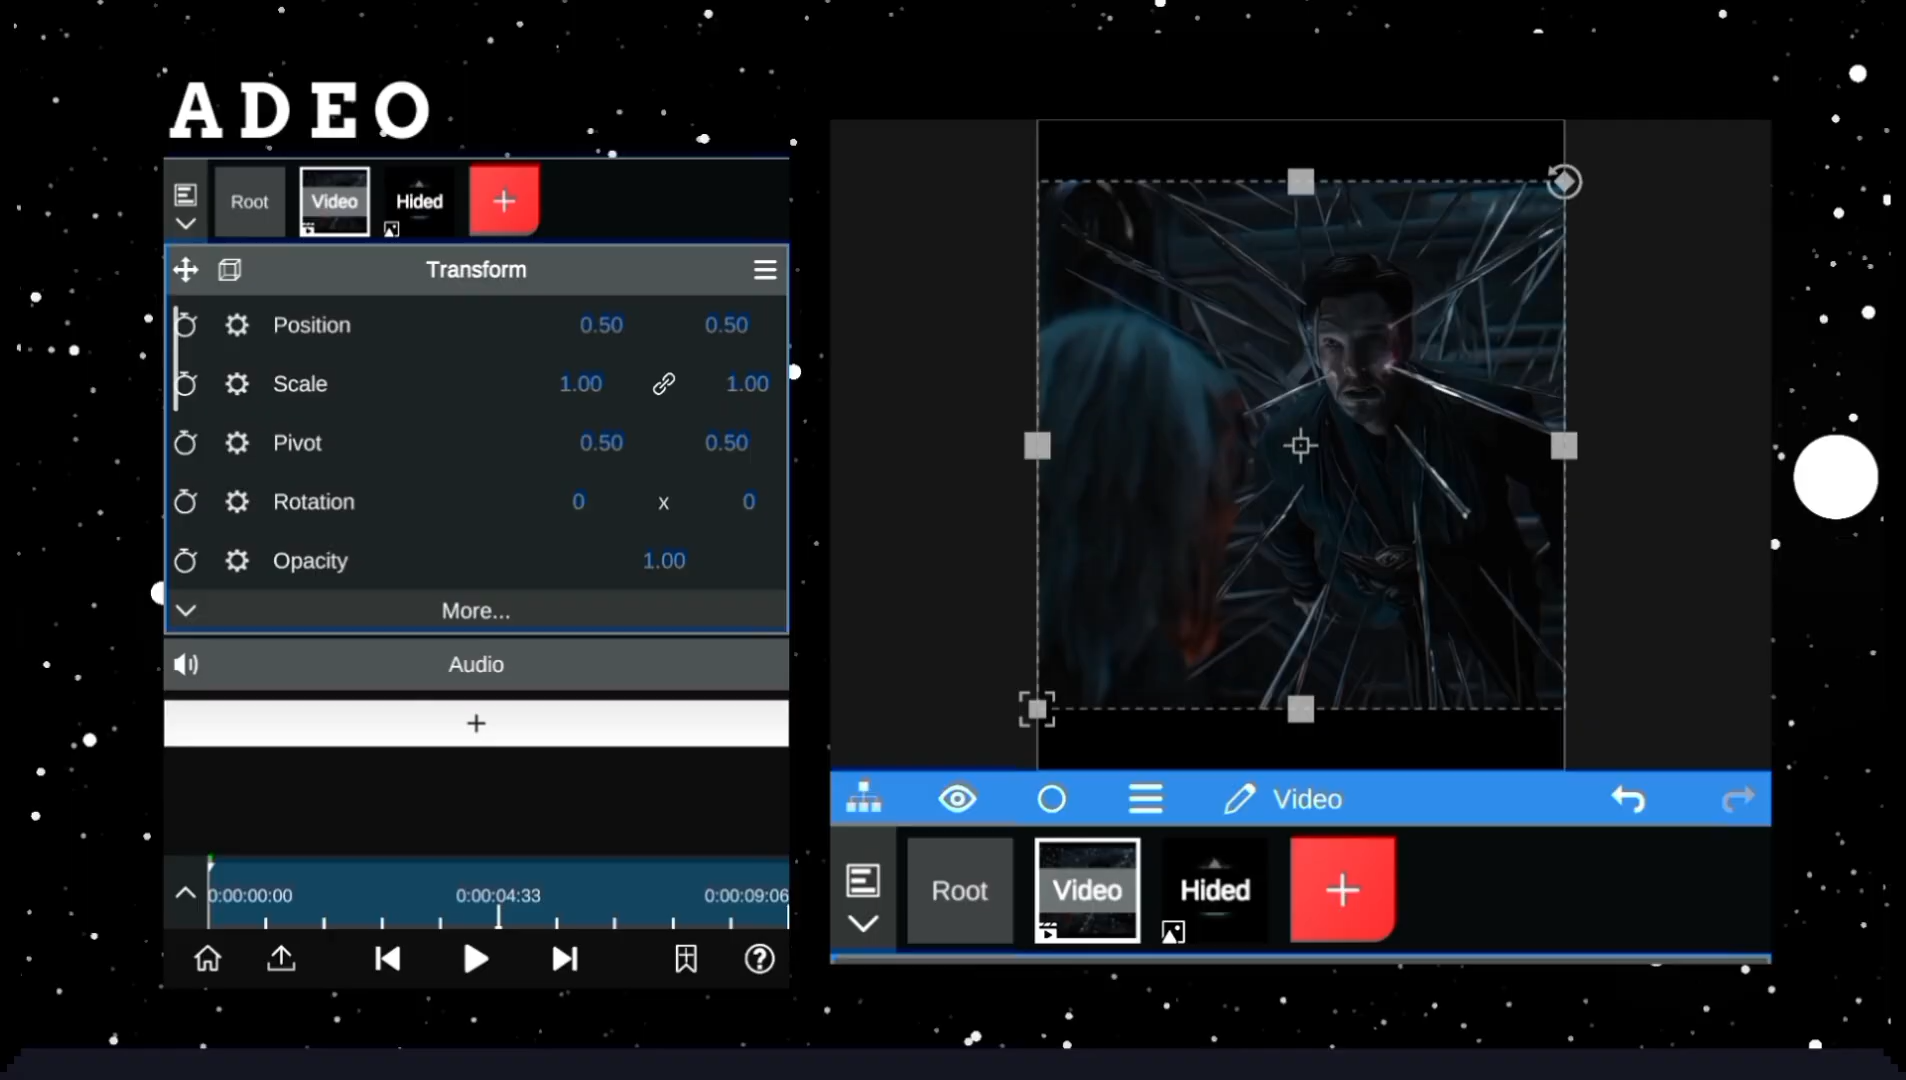 ADEO
Root Video Hided +
Transform
Position 0.50 0.50
Scale 1.00 1.00
Pivot 0.50 0.50
Rotation 0 x 0
Opacity 1.00
More...
Audio
+
0:00:00:00 0:00:04:33 0:00:09:06
?
Video
Root Video Hided +